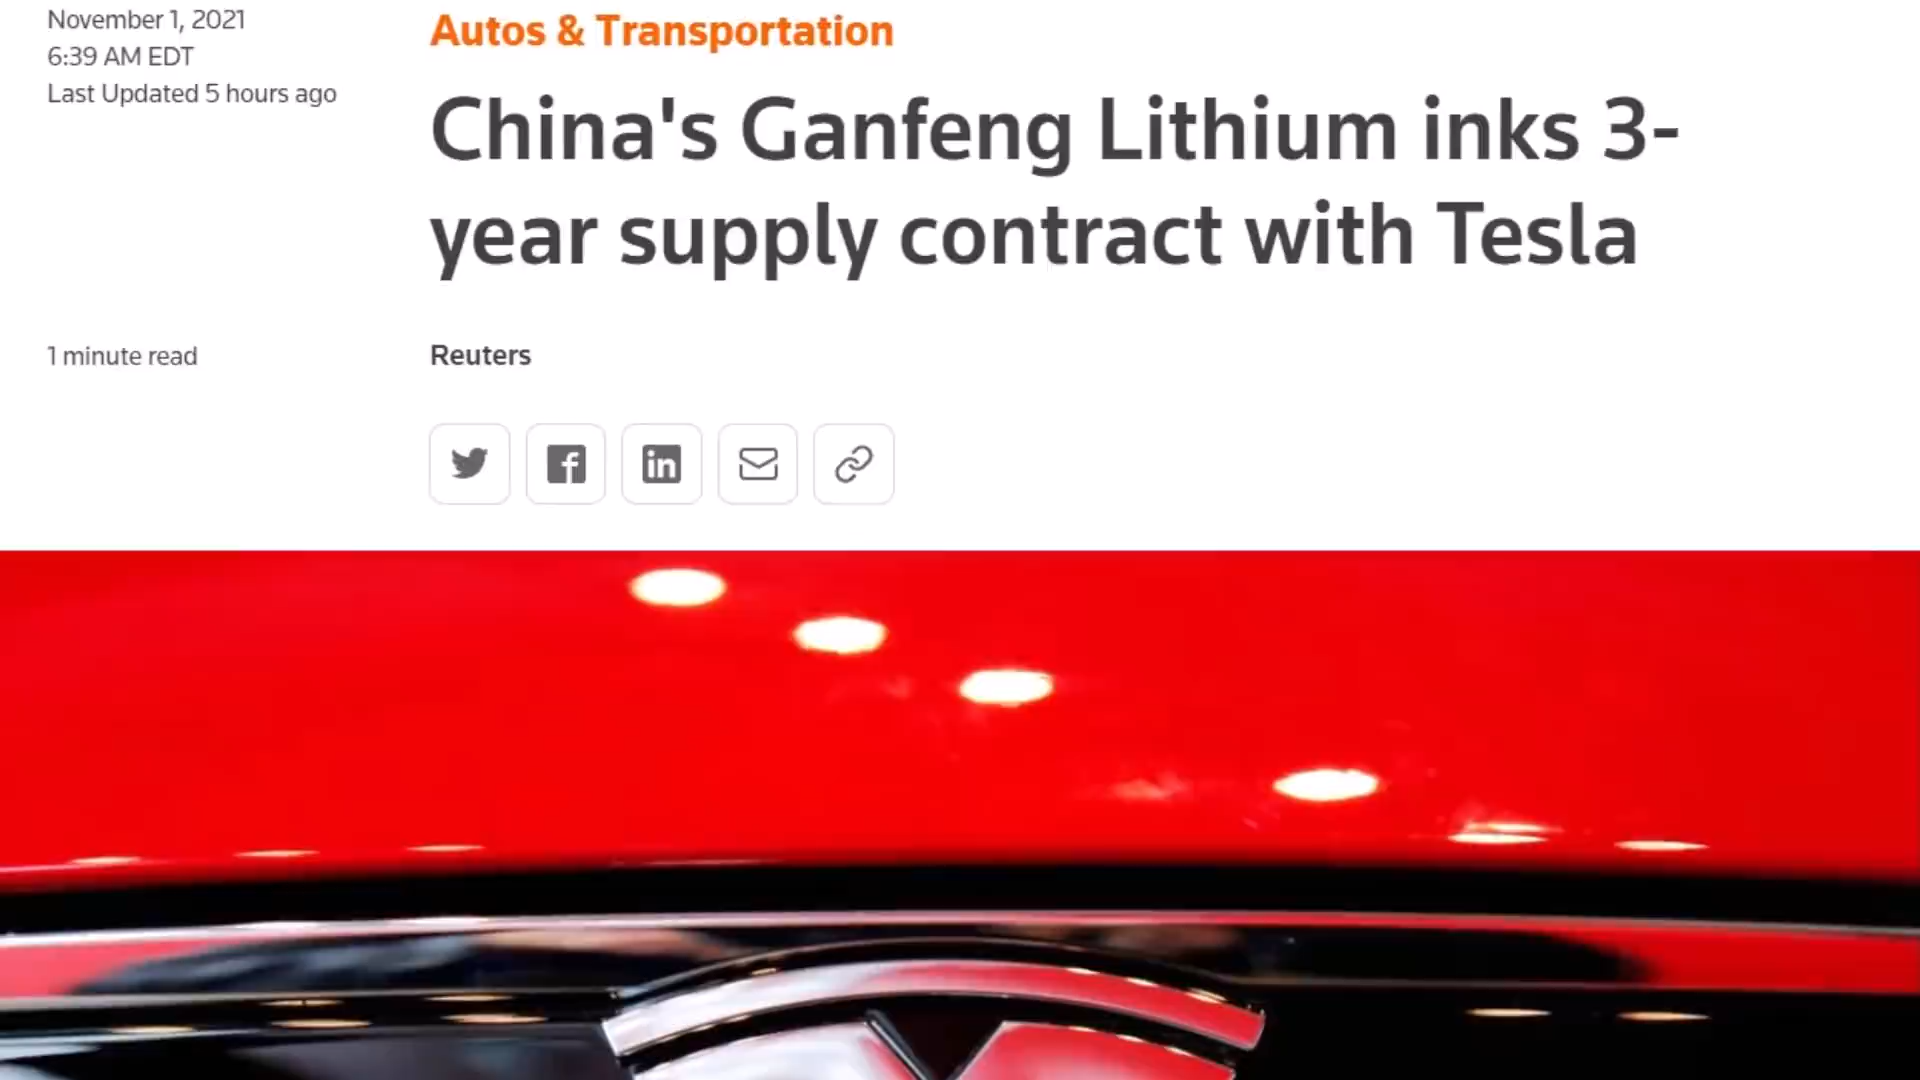 November 1, 2021
6:39 AM EDT
Last Updated 5 hours ago
Autos & Transportation
China's Ganfeng Lithium inks 3-
year supply contract with Tesla
1 minute read
Reuters